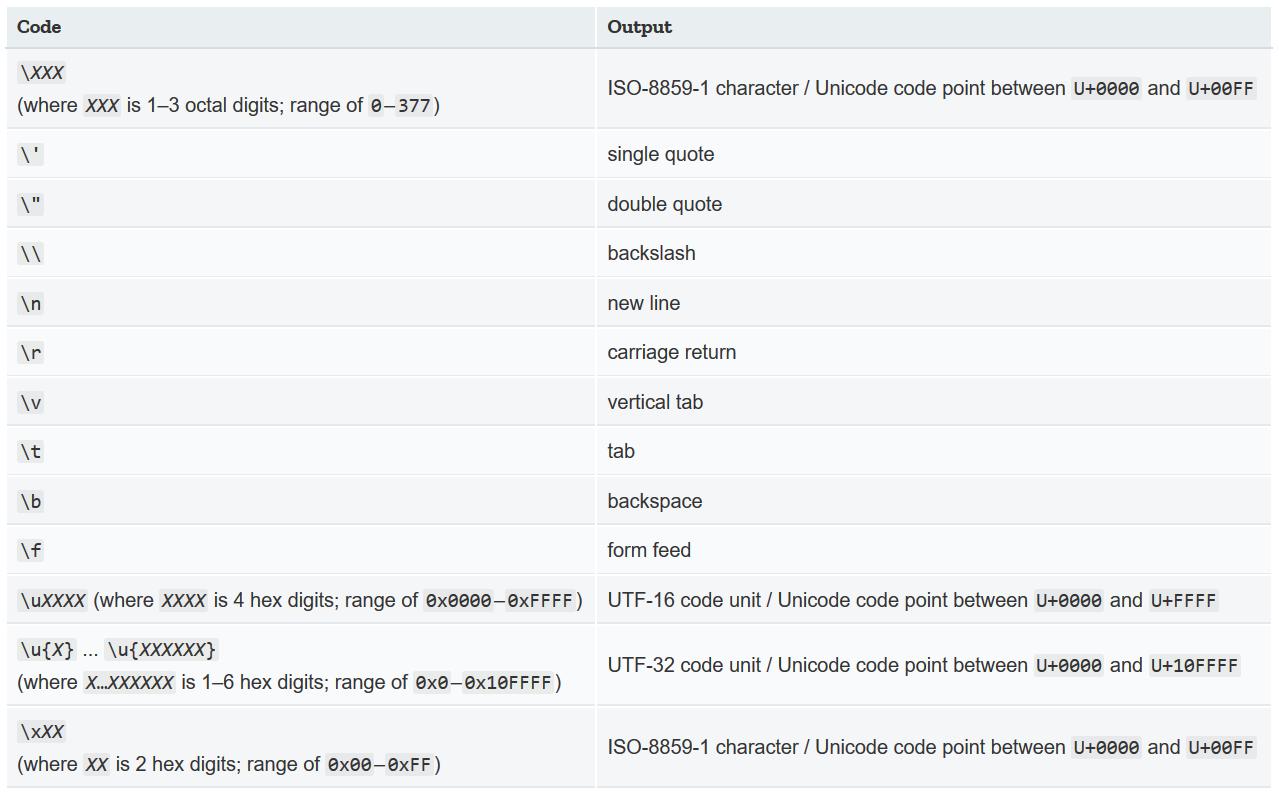 Code Output
\XXX
(where XXX is 1–3 octal digits; range of 0–377)
ISO-8859-1 character / Unicode code point between U+0000 and U+00FF
\' single quote
\" double quote
\\ backslash
\n new line
\r carriage return
\v vertical tab
\t tab
\b backspace
\f form feed
\uXXXX (where XXXX is 4 hex digits; range of 0x0000–0xFFFF) UTF-16 code unit / Unicode code point between U+0000 and U+FFFF
\u{X} ... \u{XXXXXX}
(where X…XXXXXX is 1–6 hex digits; range of 0x0–0x10FFFF)
UTF-32 code unit / Unicode code point between U+0000 and U+10FFFF
\xXX
(where XX is 2 hex digits; range of 0x00–0xFF)
ISO-8859-1 character / Unicode code point between U+0000 and U+00FF